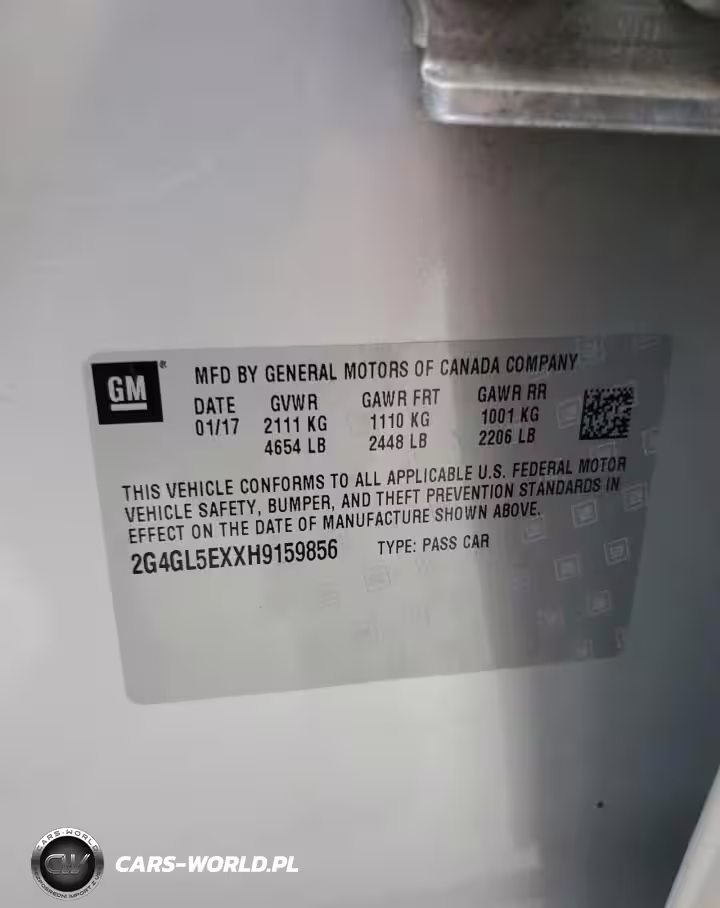 GM
MFD BY GENERAL MOTORS OF CANADA COMPANY
DATE GVWR GAWR FRT GAWR RR
01/17 2111 KG 1110 KG 1001 KG
4654 LB 2448 LB 2206 LB
THIS VEHICLE CONFORMS TO ALL APPLICABLE U.S. FEDERAL MOTOR
VEHICLE SAFETY, BUMPER, AND THEFT PREVENTION STANDARDS IN
EFFECT ON THE DATE OF MANUFACTURE SHOWN ABOVE.
2G4GL5EXXH9159856 TYPE: PASS CAR
CARS-WORLD
CW
CARS-WORLD.PL